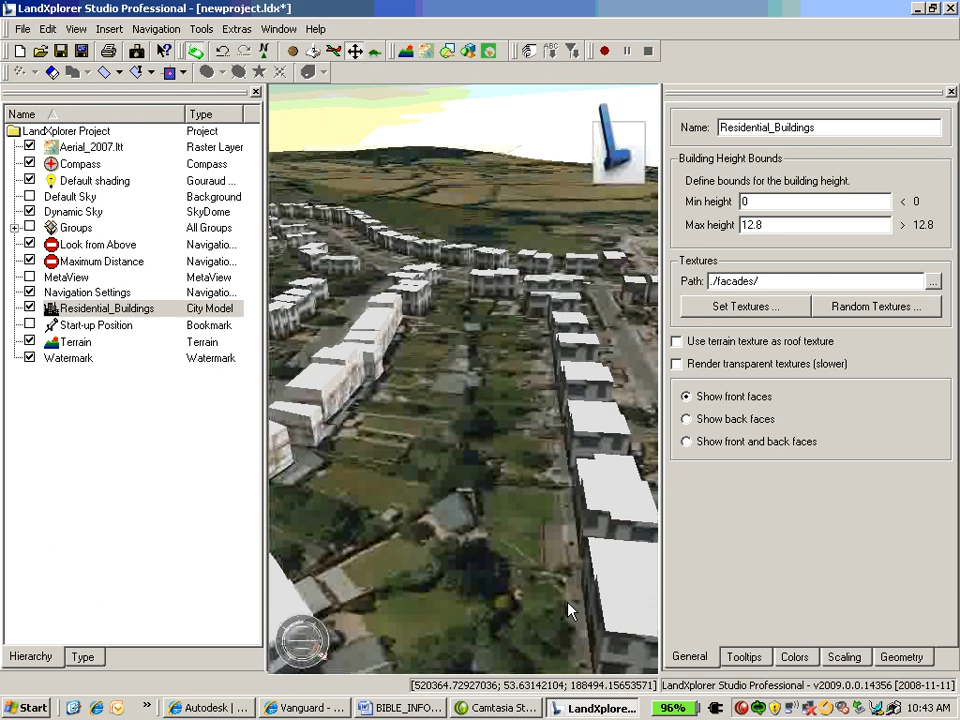 LandXplorer Studio Professional - [newproject.ldx*]
File Edit View Insert Navigation Tools Extras Window Help
Name Type
LandXplorer Project Project
Aerial_2007.ltt Raster Layer
Compass Compass
Default shading Gouraud ...
Default Sky Background
Dynamic Sky SkyDome
Groups All Groups
Look from Above Navigatio...
Maximum Distance Navigatio...
MetaView MetaView
Navigation Settings Navigatio...
Residential_Buildings City Model
Start-up Position Bookmark
Terrain Terrain
Watermark Watermark
Hierarchy Type
Name: Residential_Buildings
Building Height Bounds
Define bounds for the building height.
Min height 0 < 0
Max height 12.8 > 12.8
Textures
Path: ./facades/ ...
Set Textures ... Random Textures ...
Use terrain texture as roof texture
Render transparent textures (slower)
Show front faces
Show back faces
Show front and back faces
General Tooltips Colors Scaling Geometry
[520364.72927036; 53.63142104; 188494.15653571] LandXplorer Studio Professional - v2009.0.0.14356 [2008-11-11]
Start » Autodesk | ... Vanguard - ... BIBLE_INFO... Camtasia St... LandXplore... 96% 10:43 AM